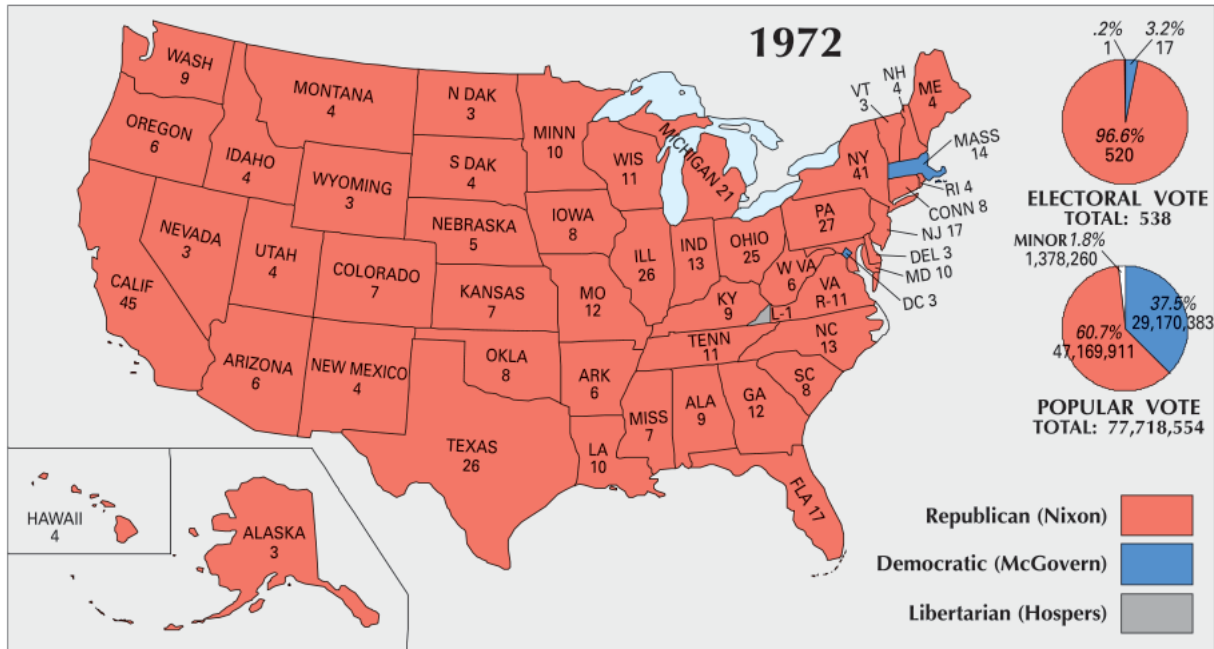 1972
WASH
9
OREGON
6
CALIF
45
NEVADA
3
IDAHO
4
MONTANA
4
WYOMING
3
UTAH
4
COLORADO
7
ARIZONA
6
NEW MEXICO
4
N DAK
3
S DAK
4
NEBRASKA
5
KANSAS
7
OKLA
8
TEXAS
26
MINN
10
IOWA
8
MO
12
ARK
6
LA
10
WIS
11
ILL
26
MICHIGAN 21
IND
13
OHIO
25
KY
9
TENN
11
MISS
7
ALA
9
GA
12
FLA 17
SC
8
NC
13
VA
R-11
L-1
W VA
6
PA
27
NY
41
VT
3
NH
4
ME
4
MASS
14
RI 4
CONN 8
NJ 17
DEL 3
MD 10
DC 3
HAWAII
4
ALASKA
3
.2%
1
3.2%
17
96.6%
520
ELECTORAL VOTE
TOTAL: 538
MINOR 1.8%
1,378,260
37.5%
29,170,383
60.7%
47,169,911
POPULAR VOTE
TOTAL: 77,718,554
Republican (Nixon)
Democratic (McGovern)
Libertarian (Hospers)